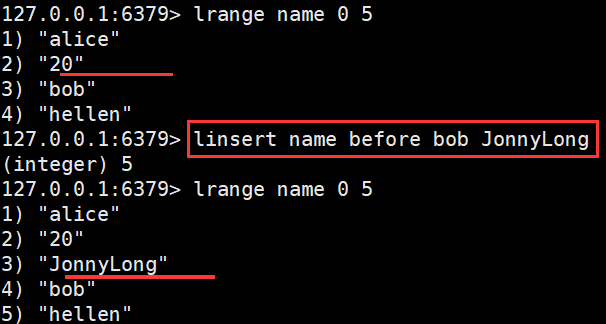 127.0.0.1:6379> lrange name 0 5
1) "alice"
2) "20"
3) "bob"
4) "hellen"
127.0.0.1:6379> linsert name before bob JonnyLong
(integer) 5
127.0.0.1:6379> lrange name 0 5
1) "alice"
2) "20"
3) "JonnyLong"
4) "bob"
5) "hellen"